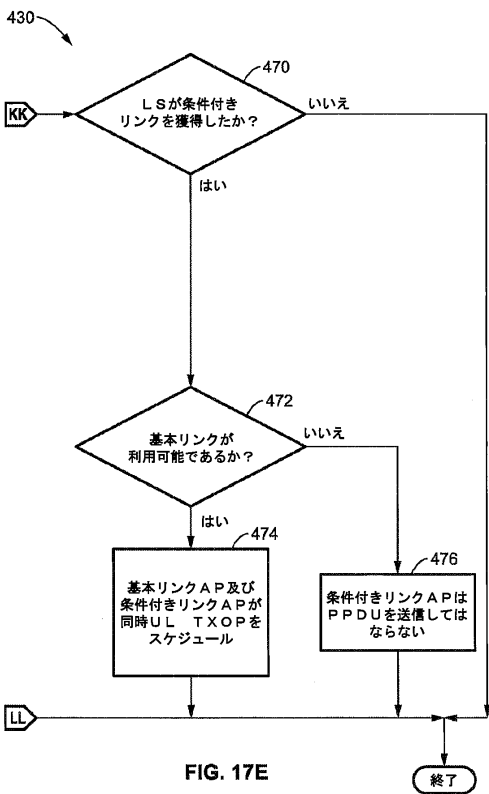 430
470
KK
LSが条件付き
リンクを獲得したか?
いいえ
はい
472
基本リンクが
利用可能であるか?
いいえ
はい
474
基本リンクAP及び
条件付きリンクAPが
同時UL TXOPを
スケジュール
476
条件付きリンクAPは
PPDUを送信しては
ならない
LL
FIG. 17E
終了